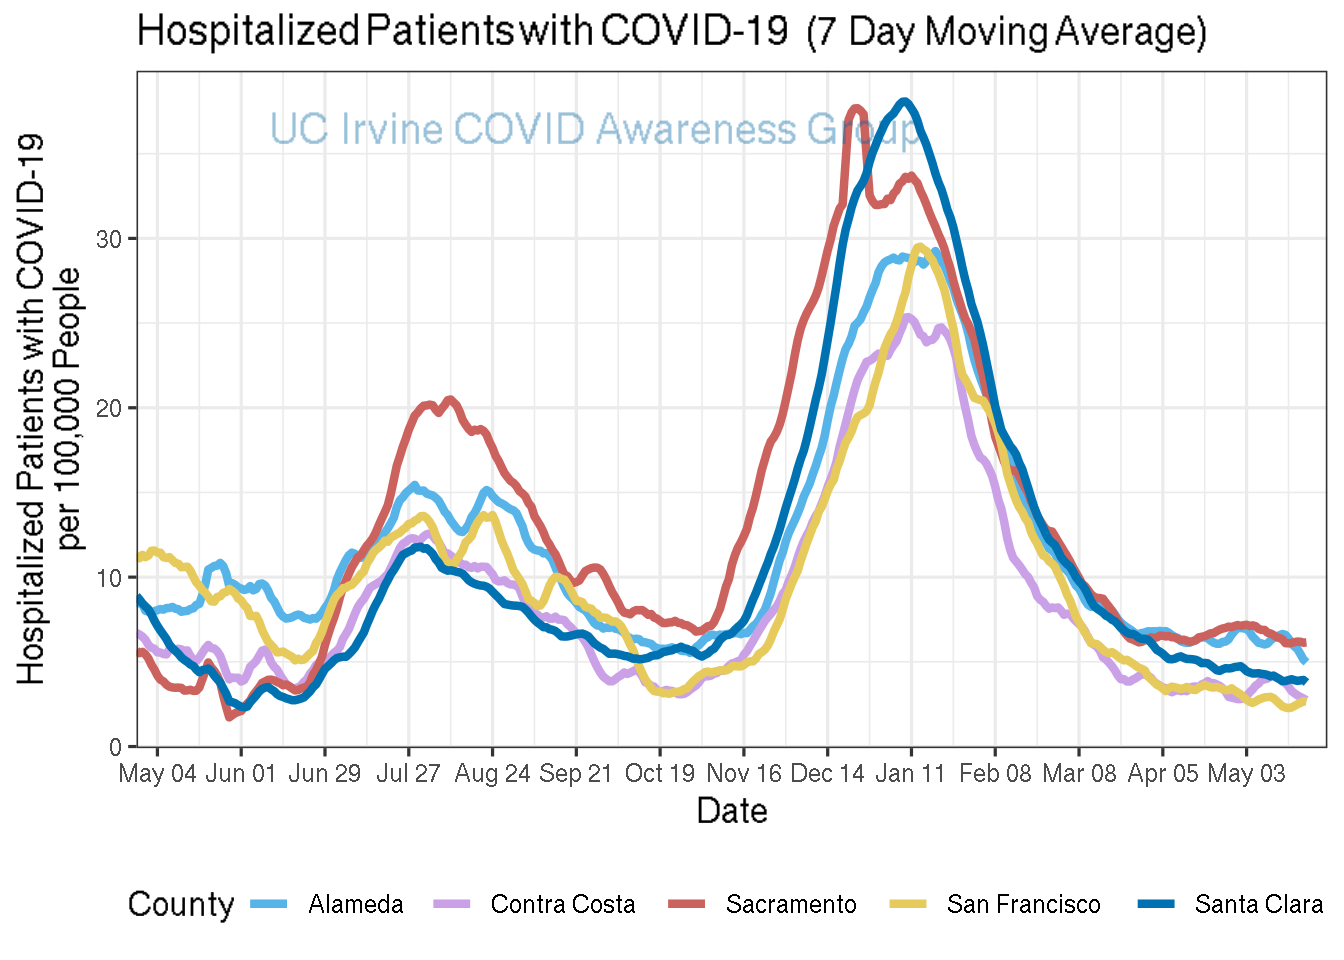 Hospitalized Patients with COVID-19 (7 Day Moving Average)
UC Irvine COVID Awareness Group
Hospitalized Patients with COVID-19
per 100,000 People
30
20
10
0
May 04 Jun 01 Jun 29 Jul 27 Aug 24 Sep 21 Oct 19 Nov 16 Dec 14 Jan 11 Feb 08 Mar 08 Apr 05 May 03
Date
County Alameda Contra Costa Sacramento San Francisco Santa Clara